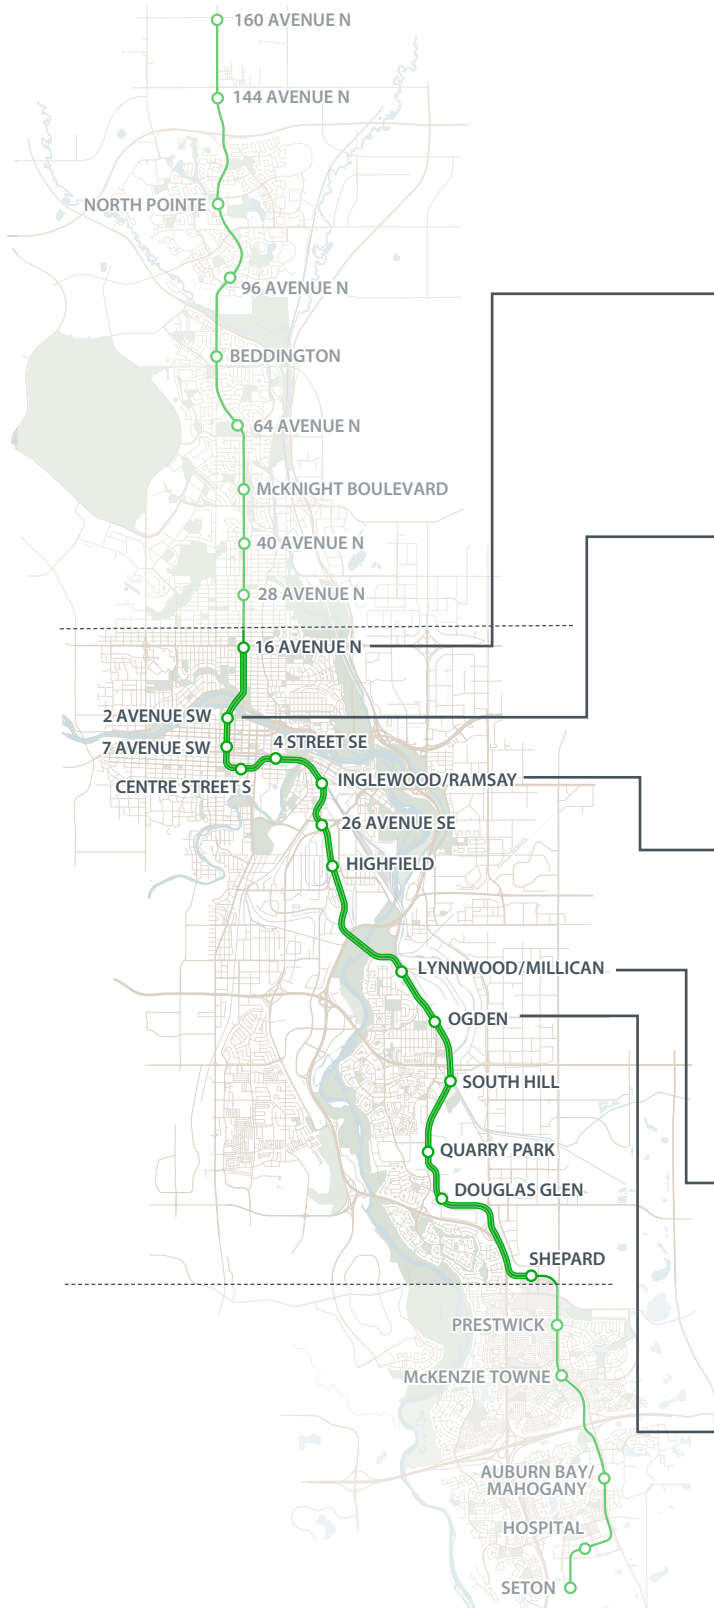 160 AVENUE N
144 AVENUE N
NORTH POINTE
96 AVENUE N
BEDDINGTON
64 AVENUE N
McKNIGHT BOULEVARD
40 AVENUE N
28 AVENUE N
16 AVENUE N
2 AVENUE SW
7 AVENUE SW
4 STREET SE
CENTRE STREET S
INGLEWOOD/RAMSAY
26 AVENUE SE
HIGHFIELD
LYNNWOOD/MILLICAN
OGDEN
SOUTH HILL
QUARRY PARK
DOUGLAS GLEN
SHEPARD
PRESTWICK
McKENZIE TOWNE
AUBURN BAY/
MAHOGANY
HOSPITAL
SETON